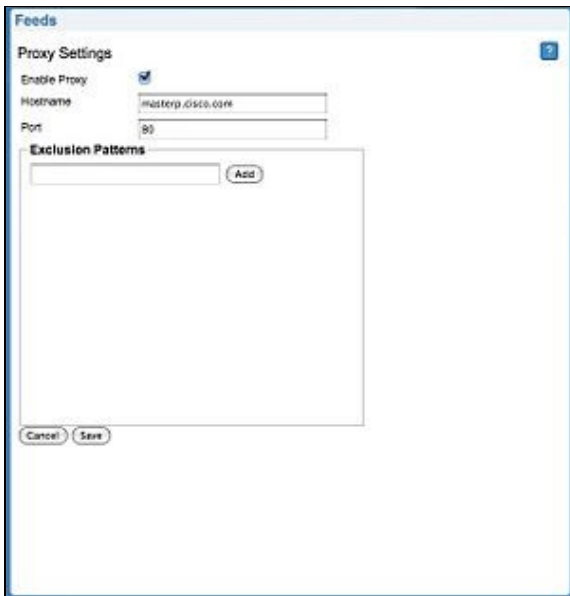 Feeds
Proxy Settings
?
Enable Proxy
Hostname
masterp.cisco.com
Port
80
Exclusion Patterns
Add
Cancel
Save